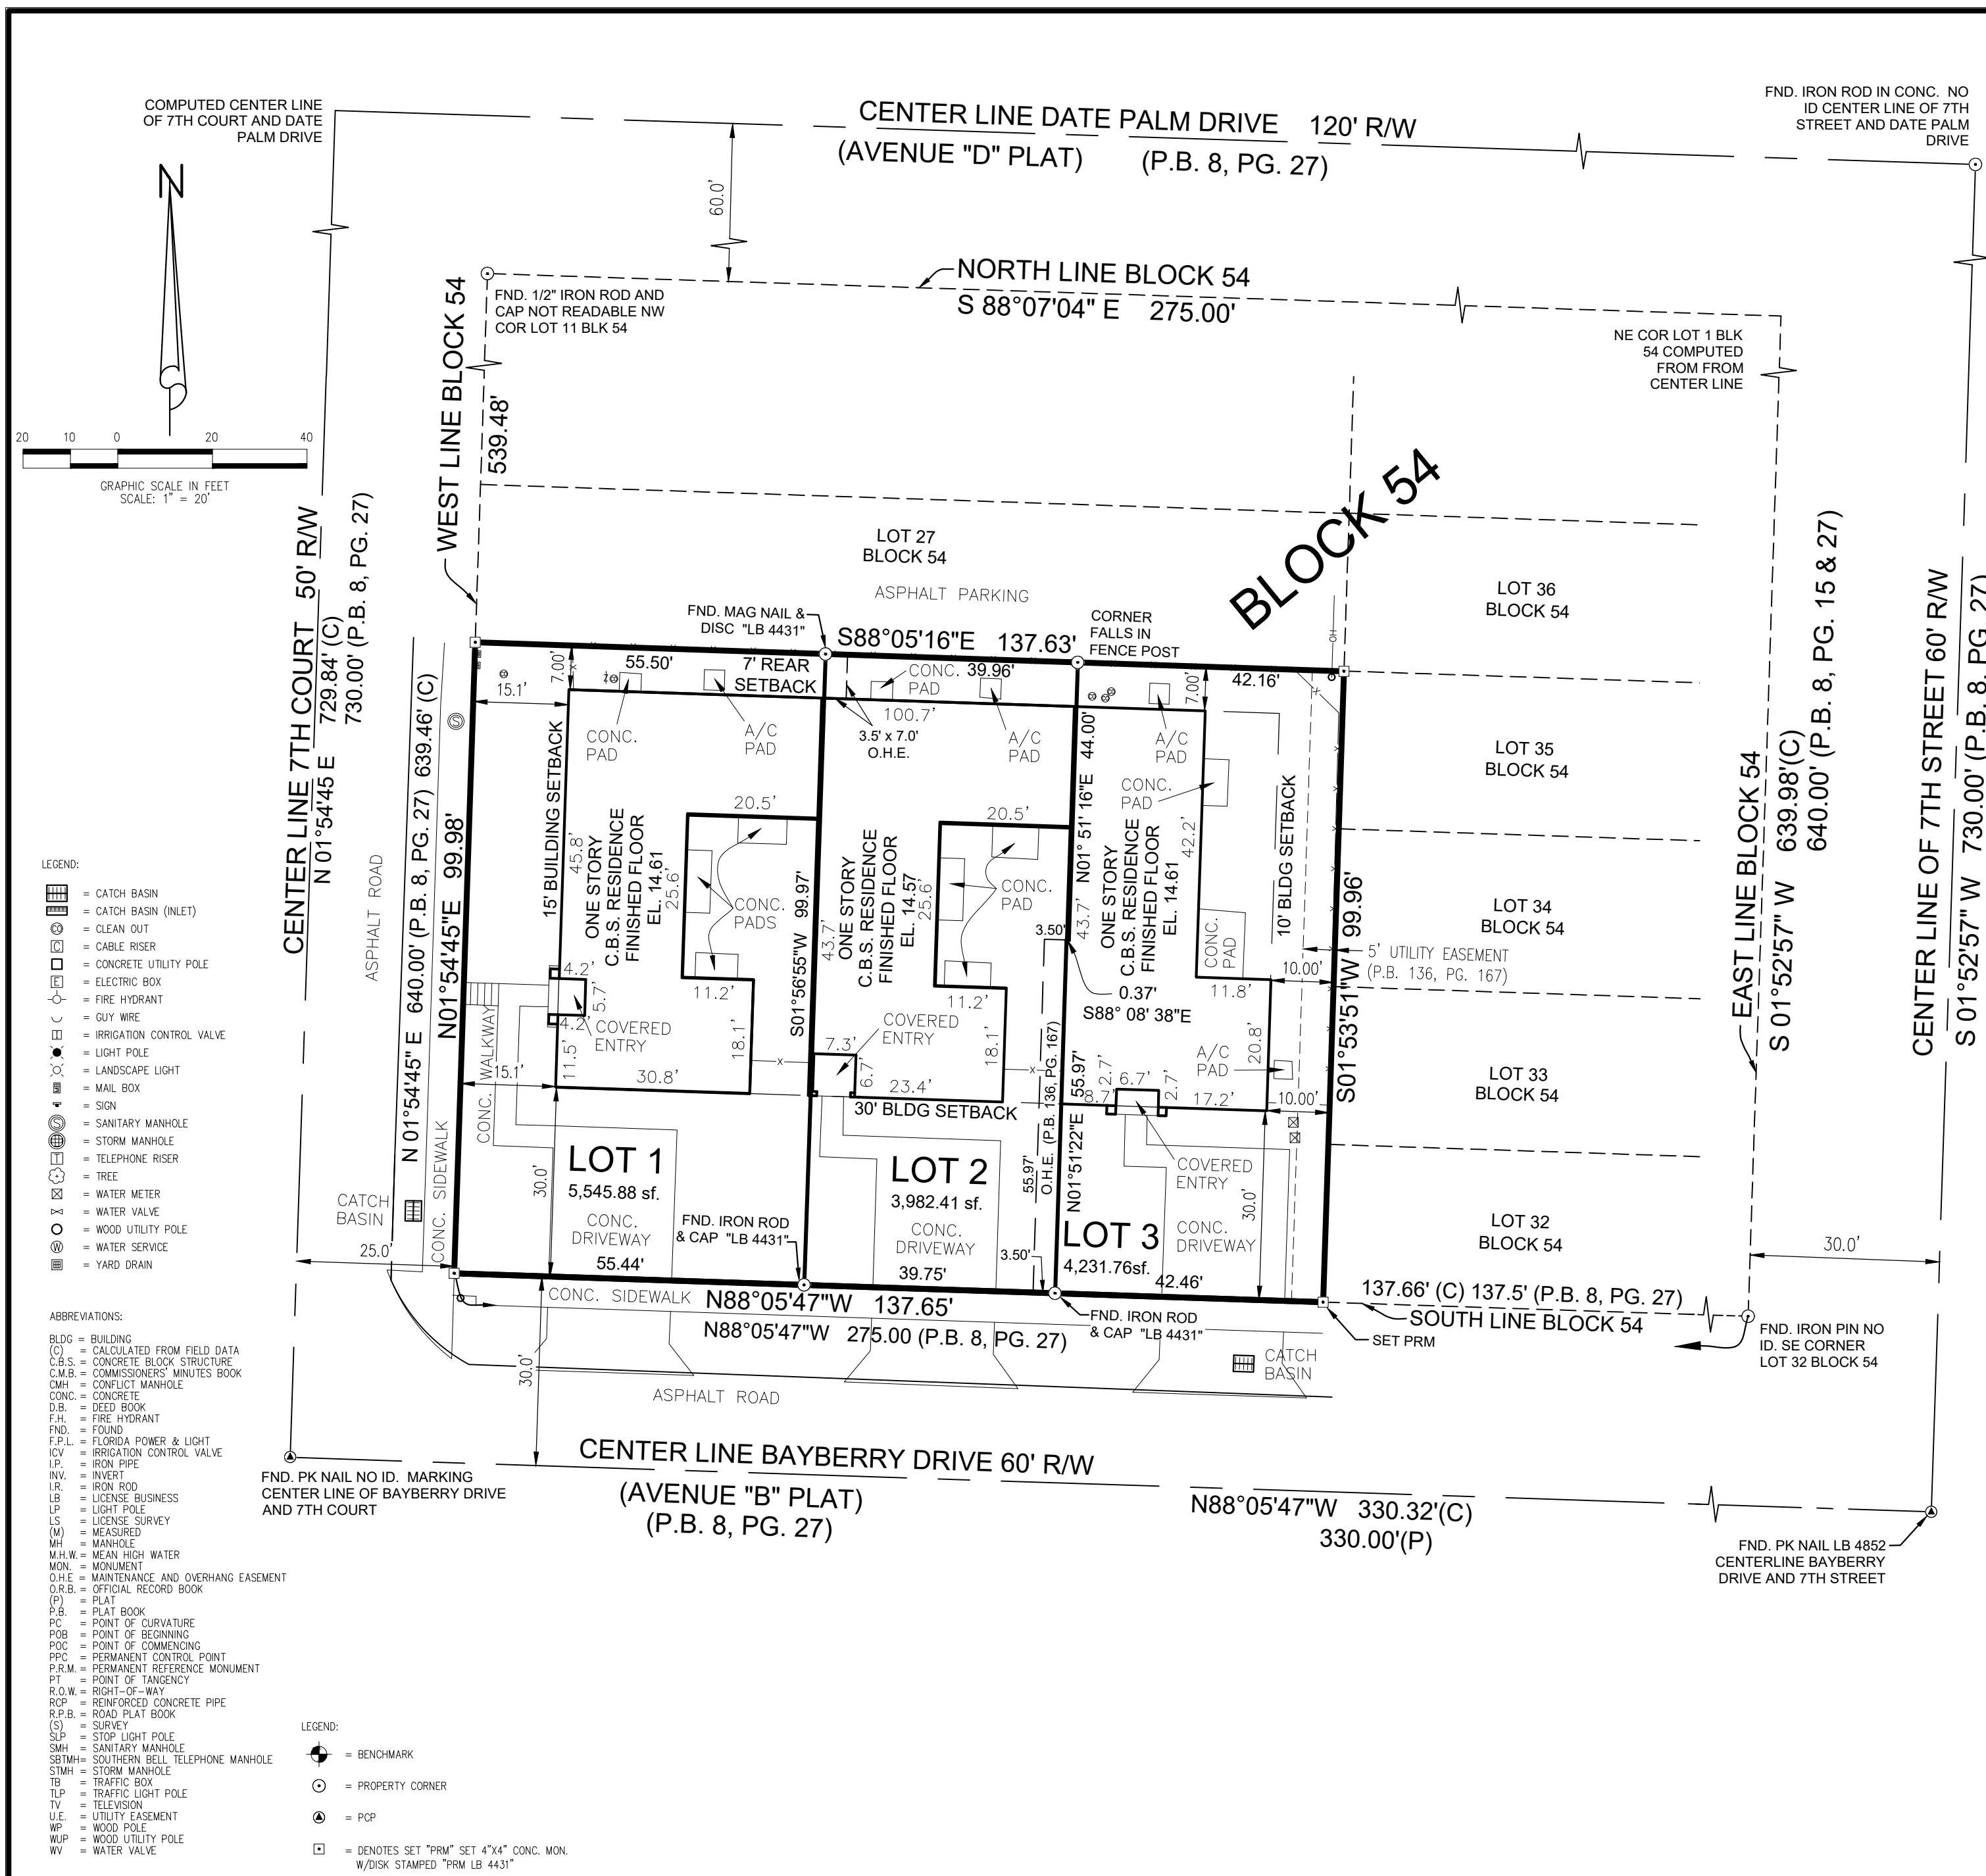 COMPUTED CENTER LINE
OF 7TH COURT AND DATE
PALM DRIVE
CENTER LINE DATE PALM DRIVE 120' R/W
(AVENUE "D" PLAT) (P.B. 8, PG. 27)
FND. IRON ROD IN CONC. NO
ID CENTER LINE OF 7TH
STREET AND DATE PALM
DRIVE
N
60.0'
NORTH LINE BLOCK 54
S 88°07'04" E 275.00'
FND. 1/2" IRON ROD AND
CAP NOT READABLE NW
COR LOT 11 BLK 54
NE COR LOT 1 BLK
54 COMPUTED
FROM FROM
CENTER LINE
WEST LINE BLOCK 54
539.48'
20 10 0 20 40
GRAPHIC SCALE IN FEET
SCALE: 1" = 20'
CENTER LINE 7TH COURT 50' R/W
N 01°54'45 E 729.84' (C)
730.00' (P.B. 8, PG. 27)
BLOCK 54
LOT 27
BLOCK 54
ASPHALT PARKING
LOT 36
BLOCK 54
LOT 35
BLOCK 54
LOT 34
BLOCK 54
LOT 33
BLOCK 54
LOT 32
BLOCK 54
EAST LINE BLOCK 54
S 01°52'57" W 639.98'(C)
640.00' (P.B. 8, PG. 15 & 27)
CENTER LINE OF 7TH STREET 60' R/W
S 01°52'57" W 730.00' (P.B. 8, PG. 27)
FND. MAG NAIL &
DISC "LB 4431"
S88°05'16"E 137.63'
CORNER
FALLS IN
FENCE POST
OH
7.00'
55.50'
7' REAR
SETBACK
CONC.
PAD
39.96'
42.16'
7.00'
15.1'
100.7'
3.5' x 7.0'
O.H.E.
CONC.
PAD
A/C
PAD
A/C
PAD
A/C
PAD
CONC.
PAD
N 01°54'45" E 640.00' (P.B. 8, PG. 27) 639.46' (C)
N01°54'45"E 99.98'
ASPHALT ROAD
15' BUILDING SETBACK
45.8'
ONE STORY
C.B.S. RESIDENCE
FINISHED FLOOR
EL. 14.61
25.6'
20.5'
CONC.
PADS
S01°56'55"W 99.97'
43.7'
ONE STORY
C.B.S. RESIDENCE
FINISHED FLOOR
EL. 14.57
25.6'
20.5'
CONC.
PAD
3.50'
N01° 51' 16"E 44.00'
43.7'
ONE STORY
C.B.S. RESIDENCE
FINISHED FLOOR
EL. 14.61
42.2'
CONC.
PAD
10' BLDG SETBACK
S01°53'51"W 99.96'
5' UTILITY EASEMENT
(P.B. 136, PG. 167)
10.00'
11.8'
0.37'
S88° 08' 38"E
4.2'
5.7'
4.2'
COVERED
ENTRY
11.2'
18.1'
11.5'
15.1'
30.8'
CONC. WALKWAY
7.3'
6.7'
COVERED
ENTRY
11.2'
18.1'
23.4'
30' BLDG SETBACK
O.H.E. (P.B. 136, PG. 167)
55.97'
N01°51'22"E 55.97'
8.7'
2.7'
6.7'
2.7'
17.2'
20.8'
A/C
PAD
10.00'
COVERED
ENTRY
CONC. SIDEWALK
CATCH
BASIN
25.0'
30.0'
LOT 1
5,545.88 sf.
CONC.
DRIVEWAY
55.44'
FND. IRON ROD
& CAP "LB 4431"
LOT 2
3,982.41 sf.
CONC.
DRIVEWAY
39.75'
3.50'
LOT 3
4,231.76sf.
CONC.
DRIVEWAY
42.46'
30.0'
30.0'
CONC. SIDEWALK
N88°05'47"W 137.65'
N88°05'47"W 275.00 (P.B. 8, PG. 27)
FND. IRON ROD
& CAP "LB 4431"
137.66' (C) 137.5' (P.B. 8, PG. 27)
SOUTH LINE BLOCK 54
SET PRM
FND. IRON PIN NO
ID. SE CORNER
LOT 32 BLOCK 54
CATCH
BASIN
30.0'
ASPHALT ROAD
CENTER LINE BAYBERRY DRIVE 60' R/W
(AVENUE "B" PLAT)
(P.B. 8, PG. 27)
N88°05'47"W 330.32'(C)
330.00'(P)
FND. PK NAIL NO ID. MARKING
CENTER LINE OF BAYBERRY DRIVE
AND 7TH COURT
FND. PK NAIL LB 4852
CENTERLINE BAYBERRY
DRIVE AND 7TH STREET
LEGEND:
= CATCH BASIN
= CATCH BASIN (INLET)
= CLEAN OUT
C = CABLE RISER
= CONCRETE UTILITY POLE
E = ELECTRIC BOX
= FIRE HYDRANT
= GUY WIRE
= IRRIGATION CONTROL VALVE
= LIGHT POLE
= LANDSCAPE LIGHT
= MAIL BOX
= SIGN
S = SANITARY MANHOLE
= STORM MANHOLE
T = TELEPHONE RISER
= TREE
= WATER METER
= WATER VALVE
= WOOD UTILITY POLE
W = WATER SERVICE
= YARD DRAIN
ABBREVIATIONS:
BLDG = BUILDING
(C) = CALCULATED FROM FIELD DATA
C.B.S. = CONCRETE BLOCK STRUCTURE
C.M.B. = COMMISSIONERS' MINUTES BOOK
CMH = CONFLICT MANHOLE
CONC. = CONCRETE
D.B. = DEED BOOK
F.H. = FIRE HYDRANT
FND. = FOUND
F.P.L. = FLORIDA POWER & LIGHT
ICV = IRRIGATION CONTROL VALVE
I.P. = IRON PIPE
INV. = INVERT
I.R. = IRON ROD
LB = LICENSE BUSINESS
LP = LIGHT POLE
LS = LICENSE SURVEY
(M) = MEASURED
MH = MANHOLE
M.H.W. = MEAN HIGH WATER
MON. = MONUMENT
O.H.E = MAINTENANCE AND OVERHANG EASEMENT
O.R.B. = OFFICIAL RECORD BOOK
(P) = PLAT
P.B. = PLAT BOOK
PC = POINT OF CURVATURE
POB = POINT OF BEGINNING
POC = POINT OF COMMENCING
PPC = PERMANENT CONTROL POINT
P.R.M. = PERMANENT REFERENCE MONUMENT
PT = POINT OF TANGENCY
R.O.W. = RIGHT-OF-WAY
RCP = REINFORCED CONCRETE PIPE
R.P.B. = ROAD PLAT BOOK
(S) = SURVEY
SLP = STOP LIGHT POLE
SMH = SANITARY MANHOLE
SBTMH= SOUTHERN BELL TELEPHONE MANHOLE
STMH = STORM MANHOLE
TB = TRAFFIC BOX
TLP = TRAFFIC LIGHT POLE
TV = TELEVISION
U.E. = UTILITY EASEMENT
WP = WOOD POLE
WUP = WOOD UTILITY POLE
WV = WATER VALVE
LEGEND:
= BENCHMARK
= PROPERTY CORNER
= PCP
= DENOTES SET "PRM" SET 4"X4" CONC. MON.
W/DISK STAMPED "PRM LB 4431"